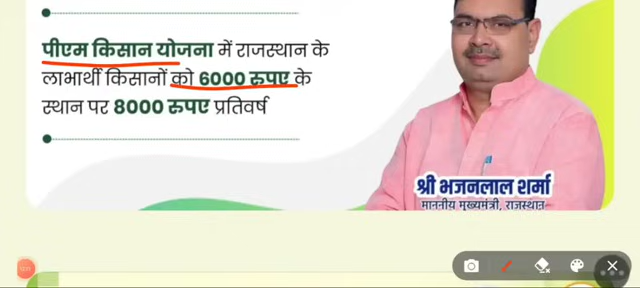 पीएम किसान योजना में राजस्थान के
लाभार्थी किसानों को 6000 रुपए के
स्थान पर 8000 रुपए प्रतिवर्ष
श्री भजनलाल शर्मा
माननीय मुख्यमंत्री, राजस्थान